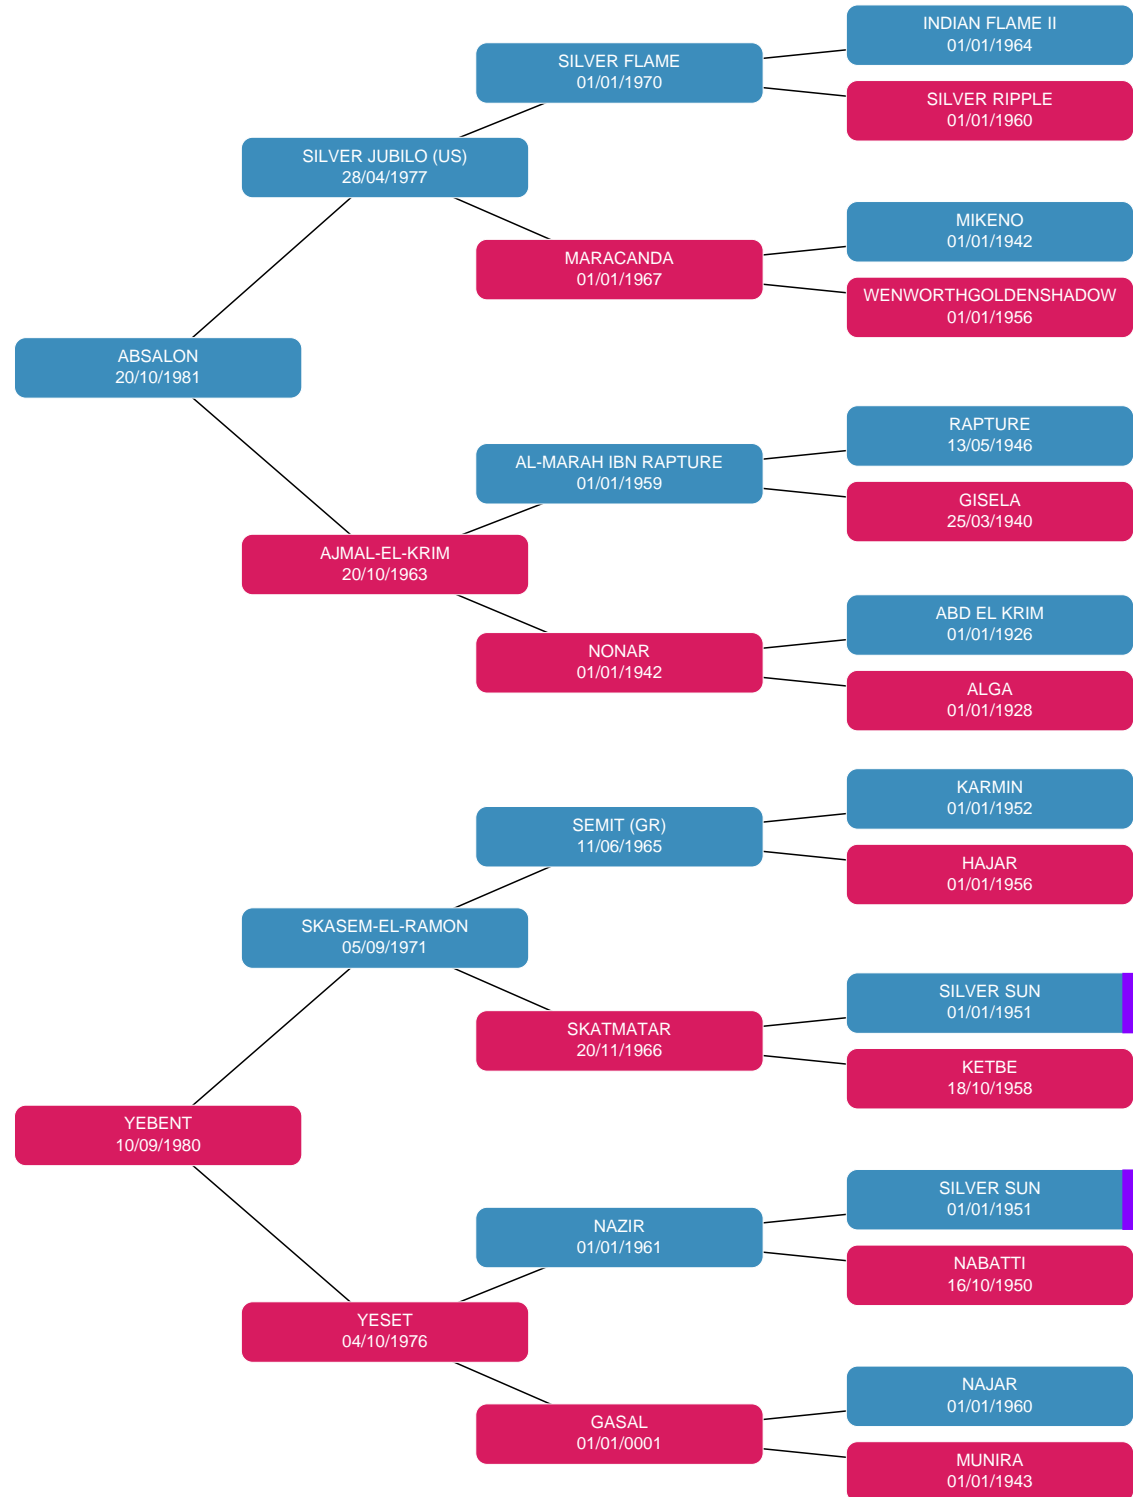 INDIAN FLAME II
01/01/1964
SILVER FLAME
01/01/1970
SILVER RIPPLE
01/01/1960
SILVER JUBILO (US)
28/04/1977
MIKENO
01/01/1942
MARACANDA
01/01/1967
WENWORTHGOLDENSHADOW
01/01/1956
ABSALON
20/10/1981
RAPTURE
13/05/1946
AL-MARAH IBN RAPTURE
01/01/1959
GISELA
25/03/1940
AJMAL-EL-KRIM
20/10/1963
ABD EL KRIM
01/01/1926
NONAR
01/01/1942
ALGA
01/01/1928
KARMIN
01/01/1952
SEMIT (GR)
11/06/1965
HAJAR
01/01/1956
SKASEM-EL-RAMON
05/09/1971
SILVER SUN
01/01/1951
SKATMATAR
20/11/1966
KETBE
18/10/1958
YEBENT
10/09/1980
SILVER SUN
01/01/1951
NAZIR
01/01/1961
NABATTI
16/10/1950
YESET
04/10/1976
NAJAR
01/01/1960
GASAL
01/01/0001
MUNIRA
01/01/1943